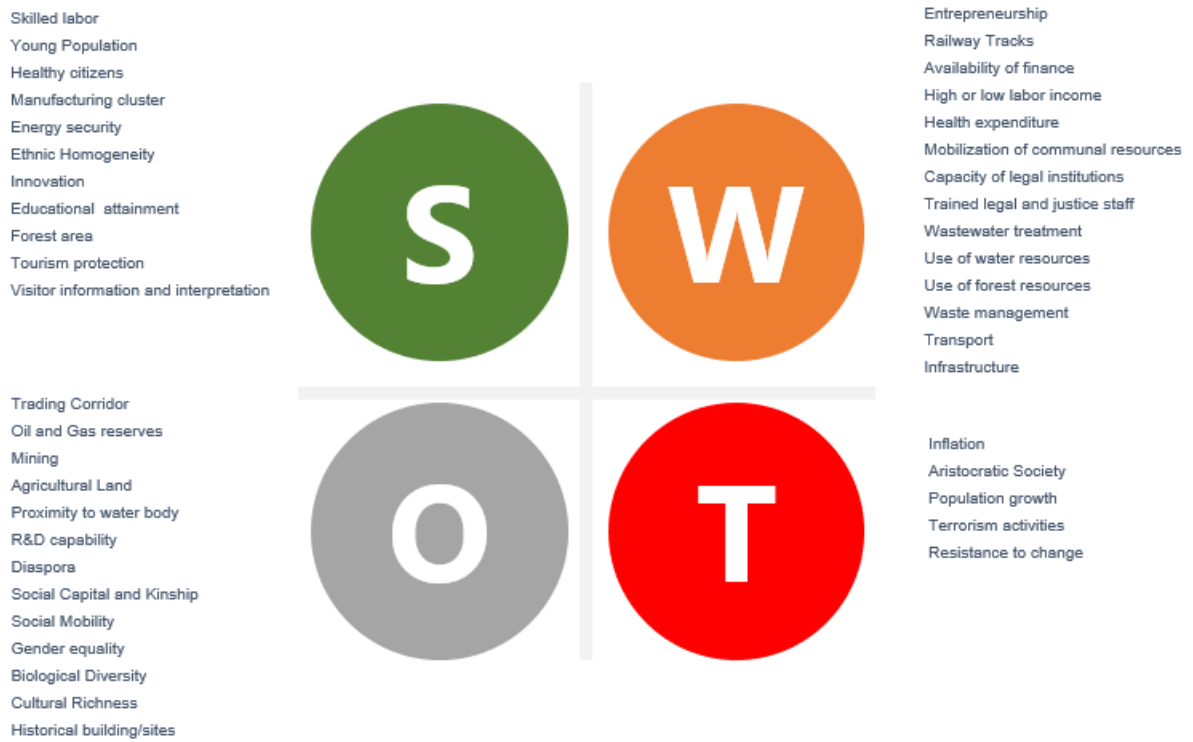 Skilled labor
Young Population
Healthy citizens
Manufacturing cluster
Energy security
Ethnic Homogeneity
Innovation
Educational attainment
Forest area
Tourism protection
Visitor information and interpretation
S
W
Entrepreneurship
Railway Tracks
Availability of finance
High or low labor income
Health expenditure
Mobilization of communal resources
Capacity of legal institutions
Trained legal and justice staff
Wastewater treatment
Use of water resources
Use of forest resources
Waste management
Transport
Infrastructure
Trading Corridor
Oil and Gas reserves
Mining
Agricultural Land
Proximity to water body
R&D capability
Diaspora
Social Capital and Kinship
Social Mobility
Gender equality
Biological Diversity
Cultural Richness
Historical building/sites
O
T
Inflation
Aristocratic Society
Population growth
Terrorism activities
Resistance to change